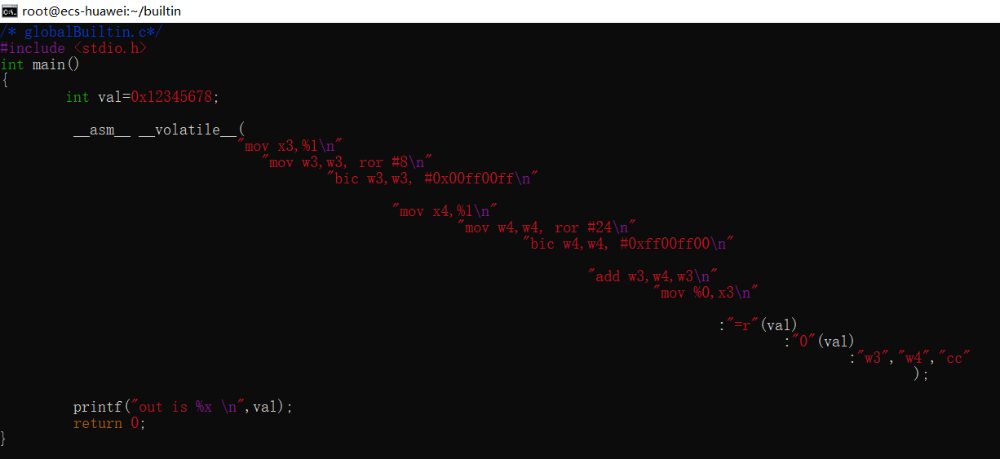 root@ecs-huawei:~/builtin
/* globalBuiltin.c*/
#include <stdio.h>
int main()
{
int val=0x12345678;
__asm__ __volatile__(
"mov x3,%1\n"
"mov w3,w3, ror #8\n"
"bic w3,w3, #0x00ff00ff\n"
"mov x4,%1\n"
"mov w4,w4, ror #24\n"
"bic w4,w4, #0xff00ff00\n"
"add w3,w4,w3\n"
"mov %0,x3\n"
:"=r"(val)
:"0"(val)
:"w3","w4","cc"
);
printf("out is %x \n",val);
return 0;
}